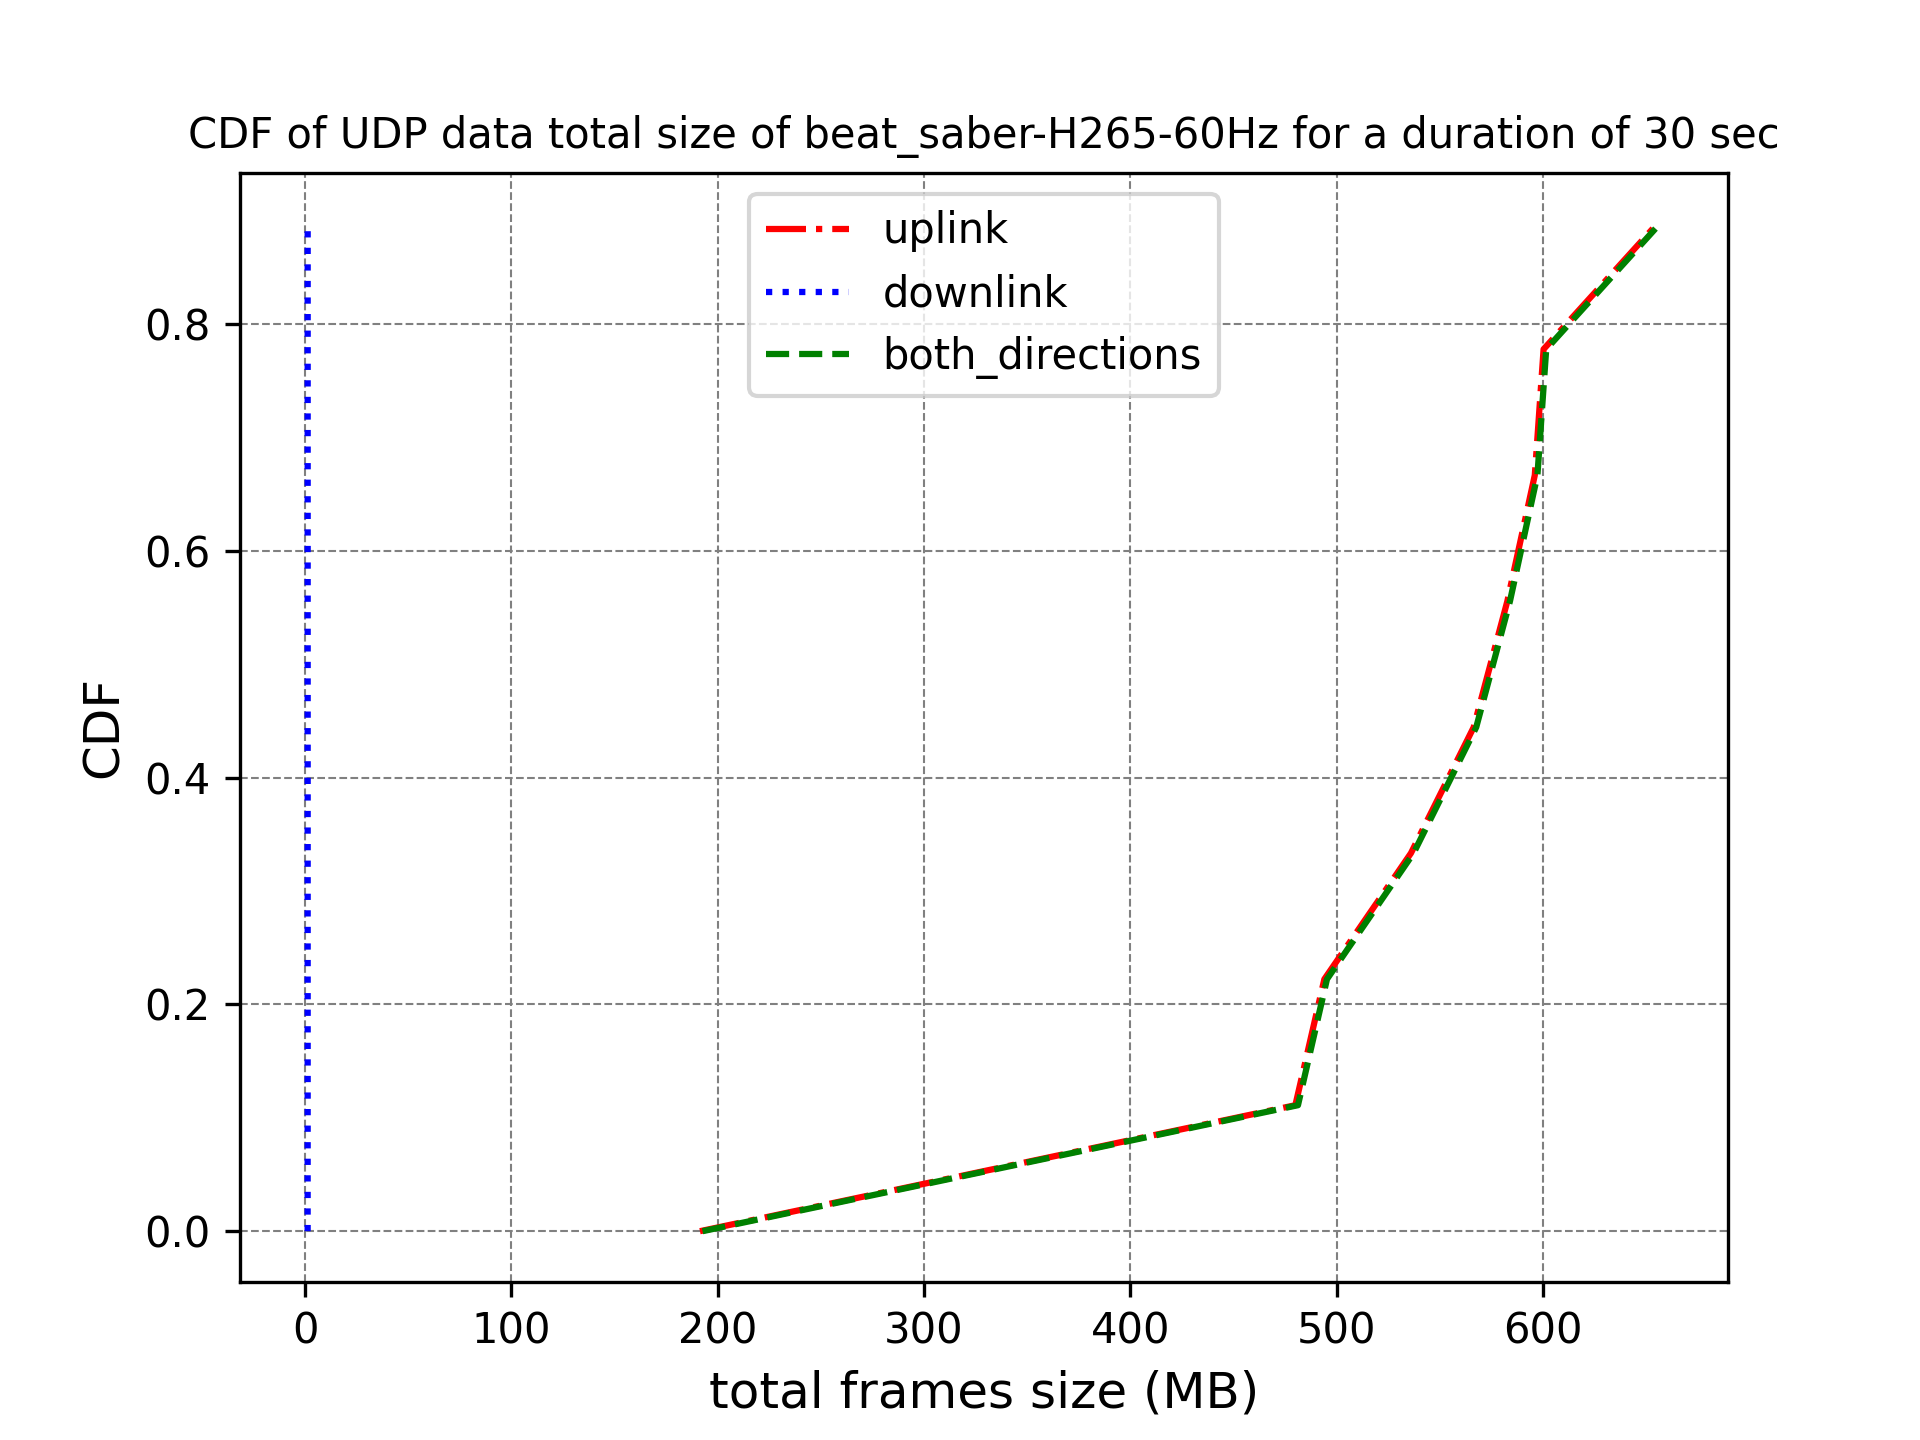 CDF of UDP data total size of beat_saber-H265-60Hz for a duration of 30 sec
uplink
downlink
both_directions
0.8
0.6
0.4
0.2
0.0
CDF
0 100 200 300 400 500 600
total frames size (MB)